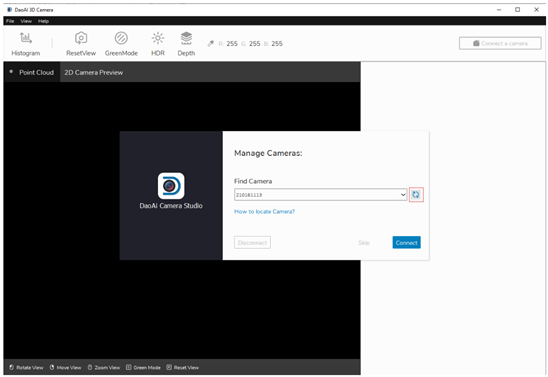 DaoAI 3D Camera
File View Help
Histogram ResetView GreenMode HDR Depth R: 255 G: 255 B: 255 Connect a camera
Point Cloud 2D Camera Preview
Manage Cameras:
Find Camera
210181113
DaoAI Camera Studio
How to locate Camera?
Disconnect Skip Connect
Rotate View Move View Zoom View Green Mode Reset View